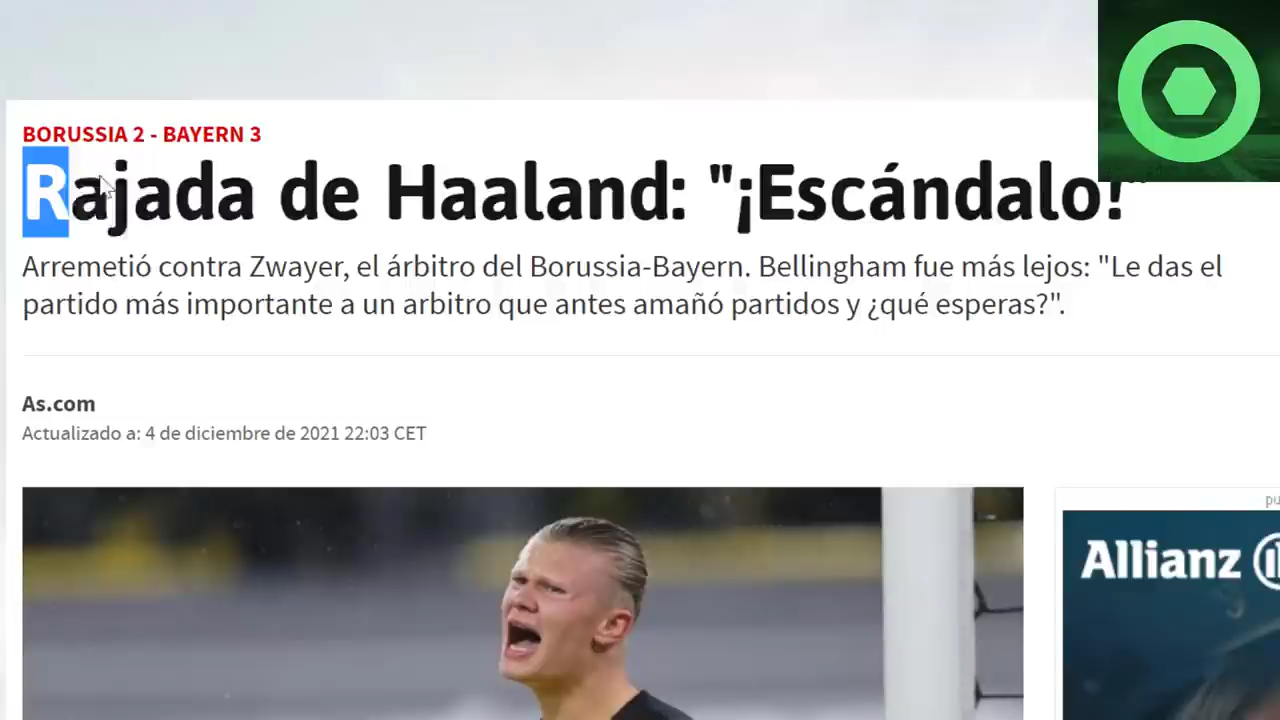 BORUSSIA 2 - BAYERN 3
Rajada de Haaland: "¡Escándalo!"
Arremetió contra Zwayer, el árbitro del Borussia-Bayern. Bellingham fue más lejos: "Le das el
partido más importante a un arbitro que antes amañó partidos y ¿qué esperas?".
As.com
Actualizado a: 4 de diciembre de 2021 22:03 CET
Allianz